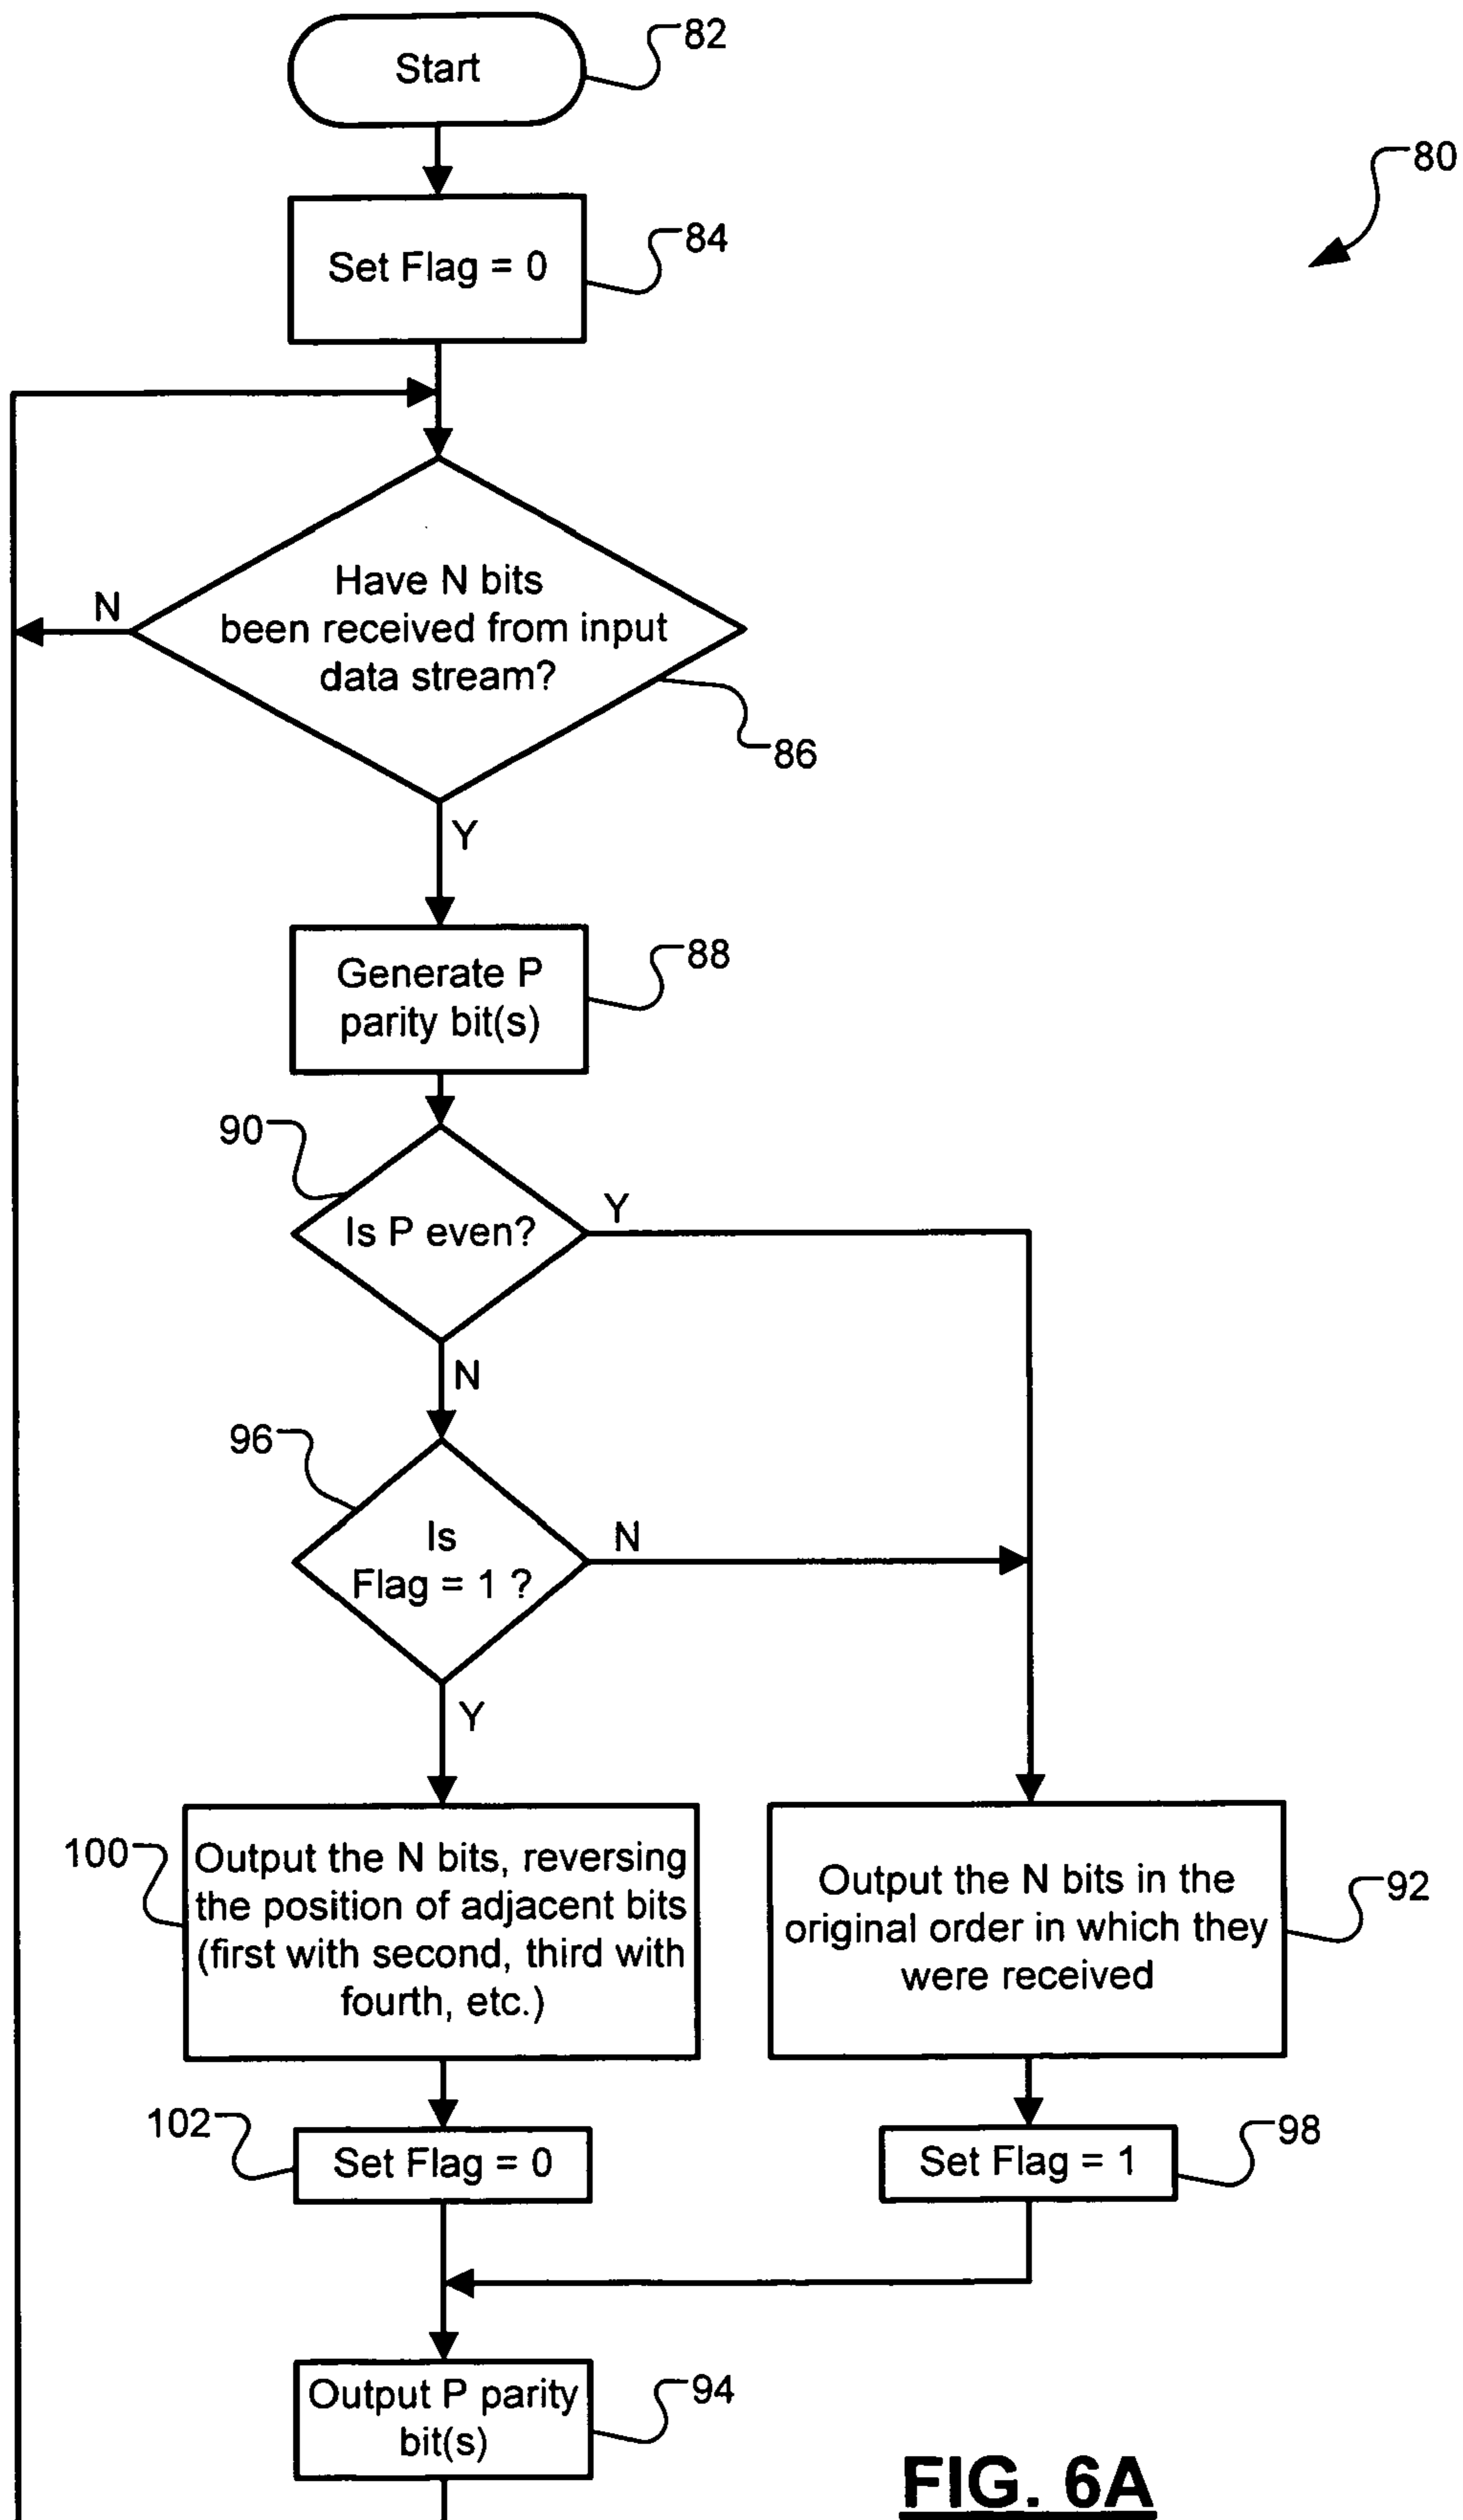 Start
82
80
Set Flag = 0
84
Have N bits
been received from input
data stream?
N
86
Y
Generate P
parity bit(s)
88
90
Is P even?
Y
N
96
Is
Flag = 1 ?
N
Y
100
Output the N bits, reversing
the position of adjacent bits
(first with second, third with
fourth, etc.)
Output the N bits in the
original order in which they
were received
92
102
Set Flag = 0
Set Flag = 1
98
Output P parity
bit(s)
94
FIG. 6A